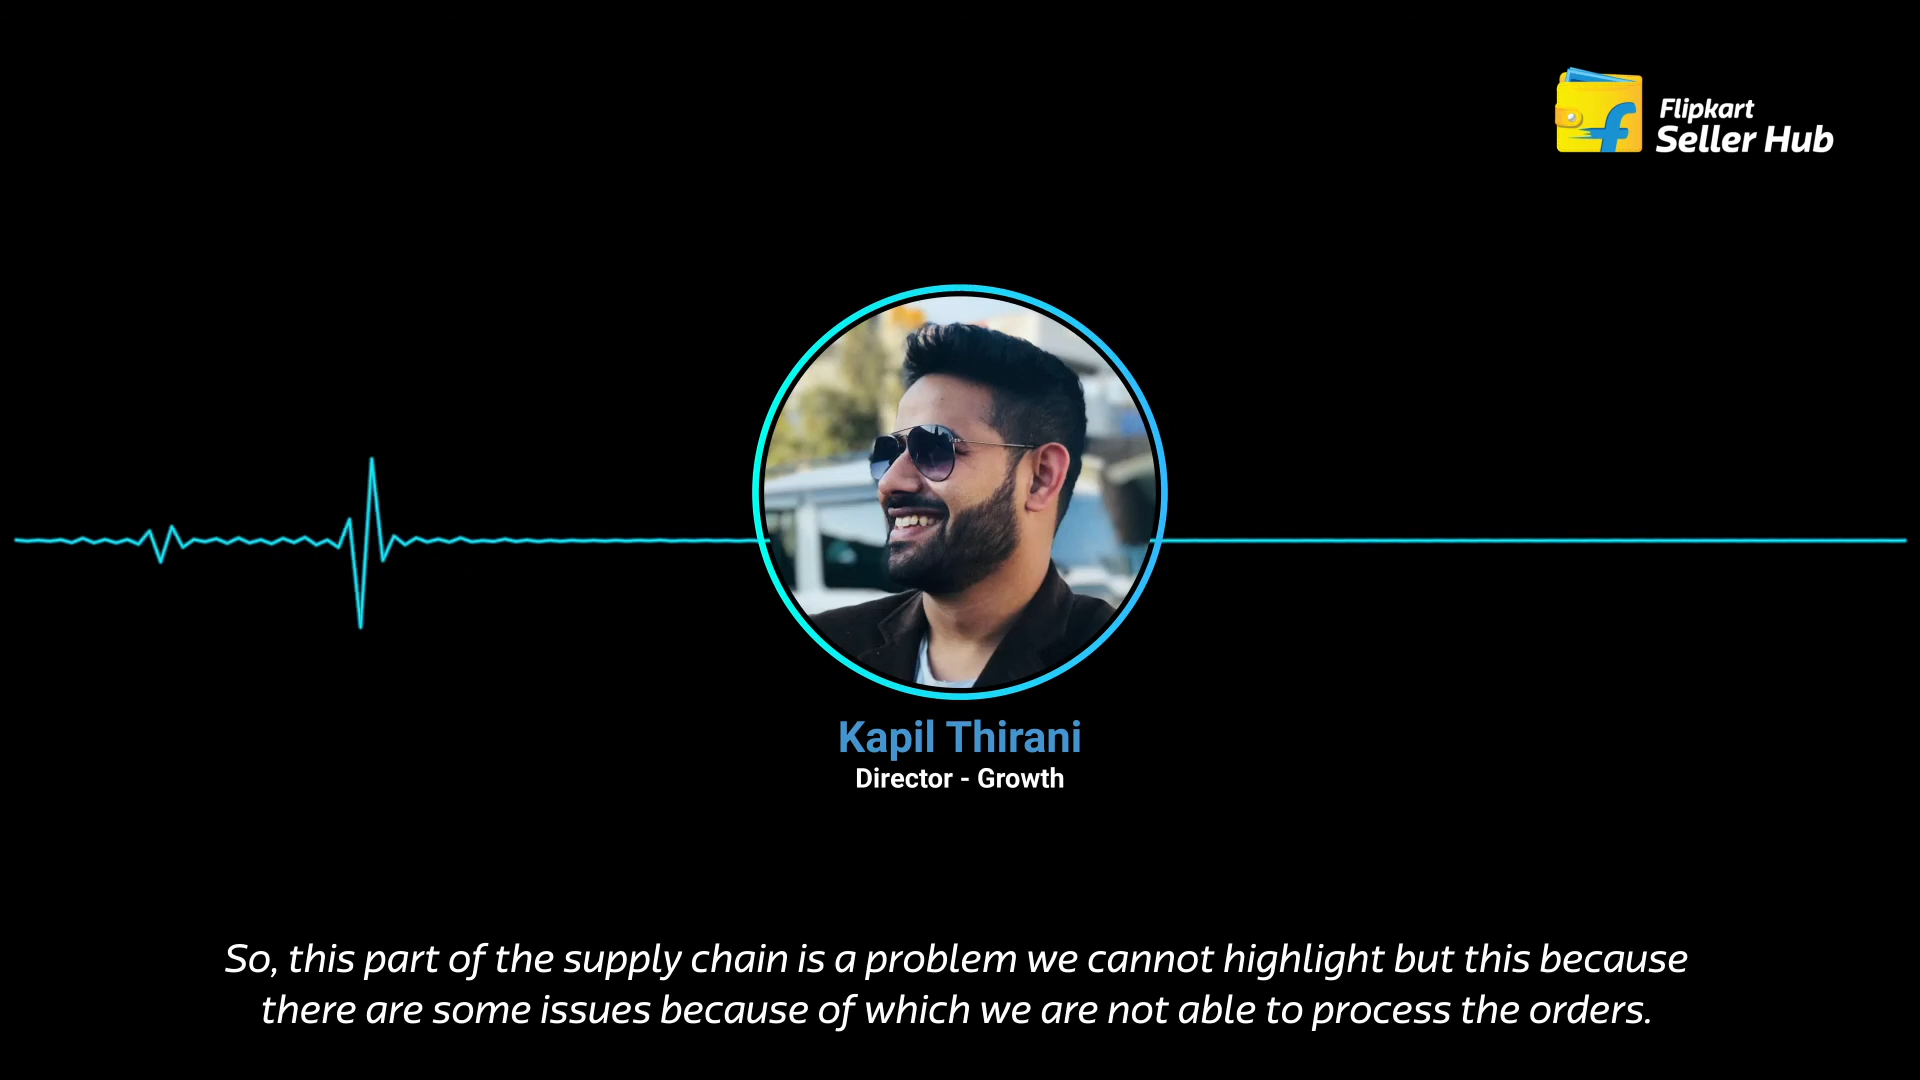 Flipkart
Seller Hub
Kapil Thirani
Director - Growth
So, this part of the supply chain is a problem we cannot highlight but this because
there are some issues because of which we are not able to process the orders.